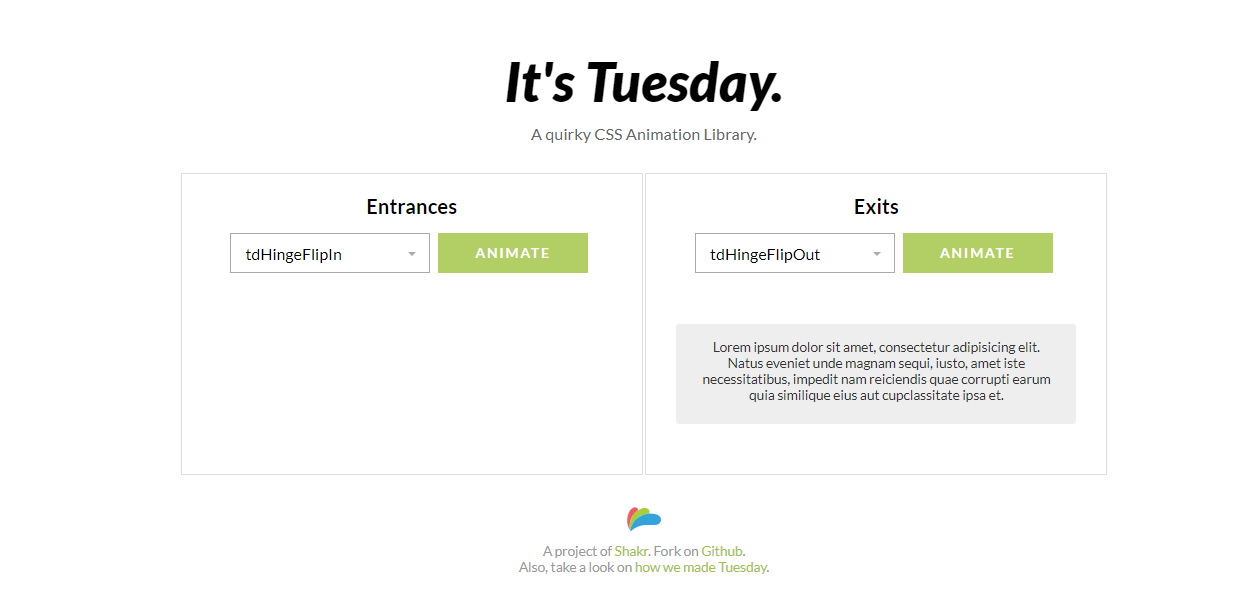 It's Tuesday.
A quirky CSS Animation Library.
Entrances
tdHingeFlipIn
ANIMATE
Exits
tdHingeFlipOut
ANIMATE
Lorem ipsum dolor sit amet, consectetur adipisicing elit.
Natus eveniet unde magnam sequi, iusto, amet iste
necessitatibus, impedit nam reiciendis quae corrupti earum
quia similique eius aut cupclassitate ipsa et.
A project of Shakr. Fork on Github.
Also, take a look on how we made Tuesday.